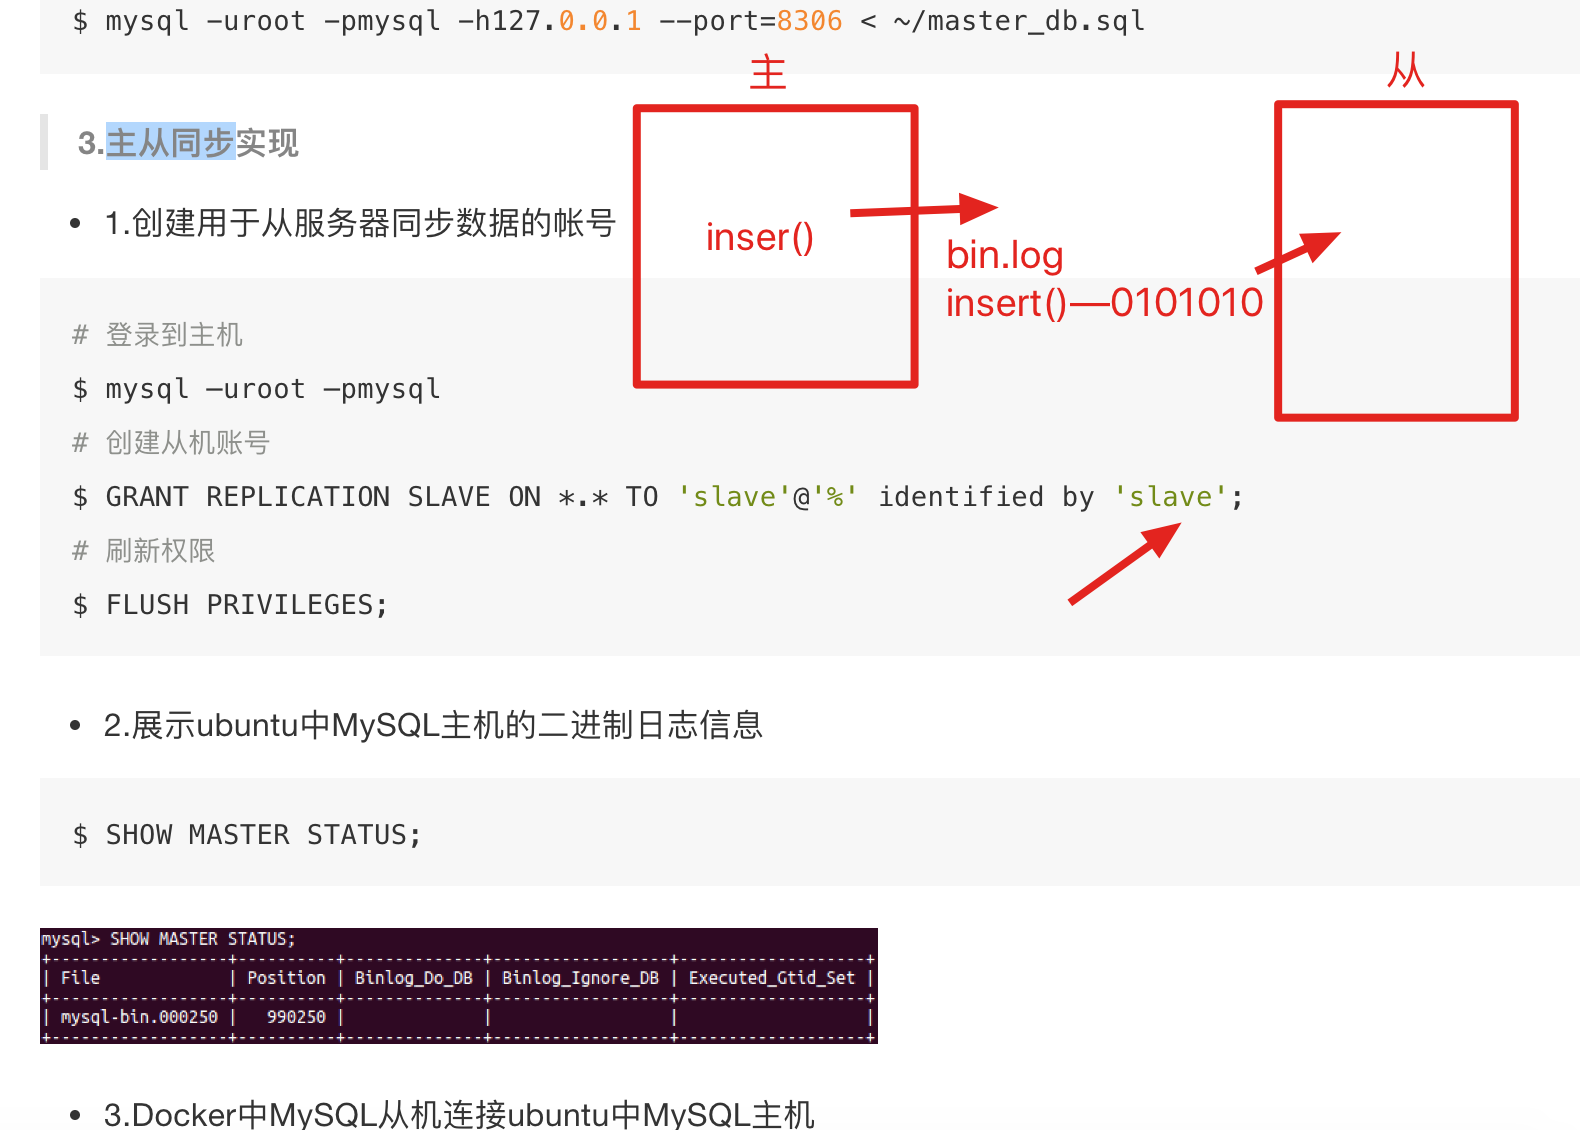 $ mysql -uroot -pmysql -h127.0.0.1 --port=8306 < ~/master_db.sql
主
从
3.主从同步实现
1.创建用于从服务器同步数据的帐号
inser()
bin.log
insert()—0101010
# 登录到主机
$ mysql -uroot -pmysql
# 创建从机账号
$ GRANT REPLICATION SLAVE ON *.* TO 'slave'@'%' identified by 'slave';
# 刷新权限
$ FLUSH PRIVILEGES;
2.展示ubuntu中MySQL主机的二进制日志信息
$ SHOW MASTER STATUS;
mysql> SHOW MASTER STATUS;
+------------------+----------+--------------+------------------+-------------------+
| File | Position | Binlog_Do_DB | Binlog_Ignore_DB | Executed_Gtid_Set |
+------------------+----------+--------------+------------------+-------------------+
| mysql-bin.000250 | 990250 | | | |
+------------------+----------+--------------+------------------+-------------------+
3.Docker中MySQL从机连接ubuntu中MySQL主机